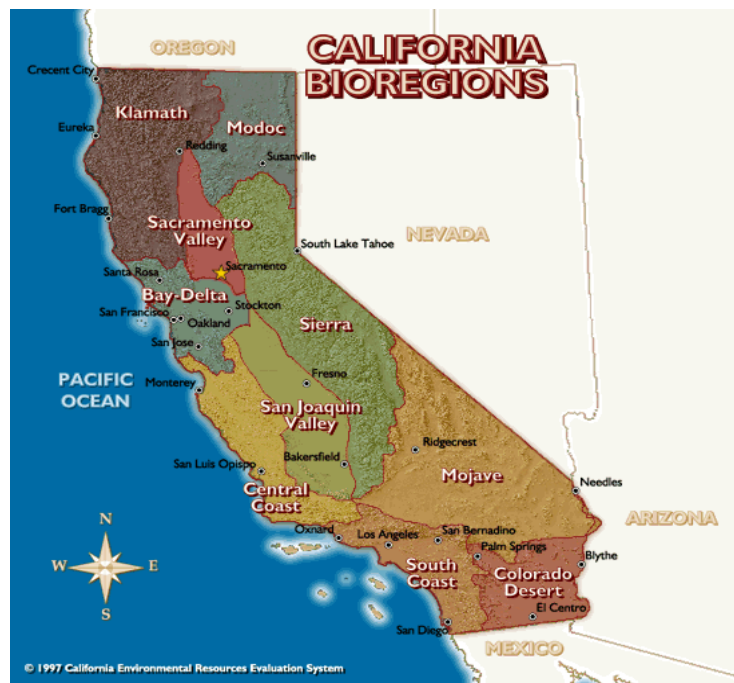 OREGON
CALIFORNIA
BIOREGIONS
Crecent City
Klamath
Modoc
Eureka
Redding
Susanville
Fort Bragg
Sacramento
Valley
NEVADA
South Lake Tahoe
Santa Rosa
Sacramento
Bay-Delta
San Francisco
Stockton
Oakland
Sierra
San Jose
PACIFIC
OCEAN
Monterey
Fresno
San Joaquin
Valley
Ridgecrest
San Luis Opispo
Bakersfield
Mojave
Needles
Central
Coast
ARIZONA
N
Oxnard
Los Angeles
San Bernadino
Palm Springs
Blythe
W
E
South
Coast
Colorado
Desert
S
El Centro
San Diego
MEXICO
© 1997 California Environmental Resources Evaluation System